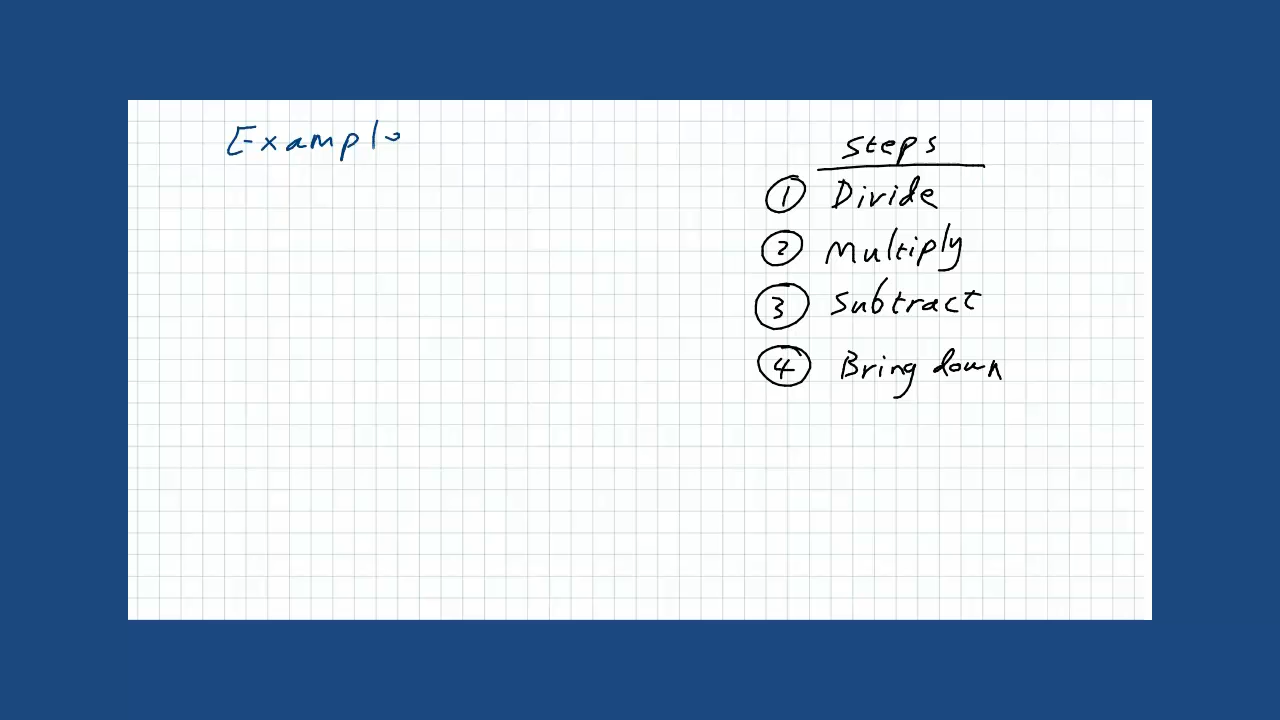 Example
Steps
1 Divide
2 Multiply
3 Subtract
4 Bring down